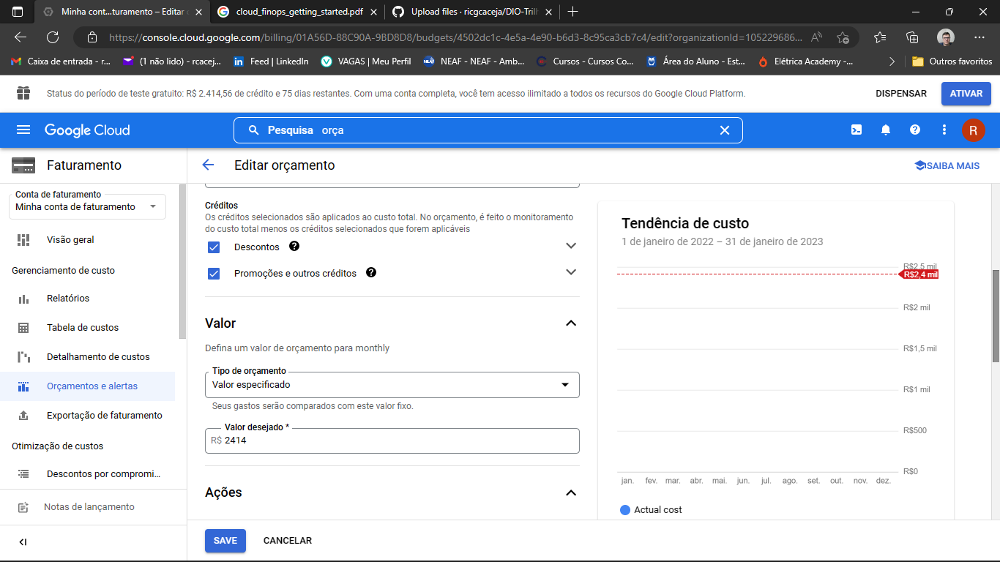 Minha cont...turamento – Editar
cloud_finops_getting_started.pdf
Upload files · ricgcaceja/DIO-Tril
https://console.cloud.google.com/billing/01A56D-88C90A-9BD8D8/budgets/4502dc1c-4e5a-4e90-b6d3-8c95ca3cb7c4/edit?organizationId=105229686...
Caixa de entrada - r...
(1 não lido) - rcacej...
Feed | LinkedIn
VAGAS | Meu Perfil
NEAF - NEAF - Amb...
Cursos - Cursos Co...
Área do Aluno - Est...
Elétrica Academy -...
Outros favoritos
Status do período de teste gratuito: R$ 2.414,56 de crédito e 75 dias restantes. Com uma conta completa, você tem acesso ilimitado a todos os recursos do Google Cloud Platform.
DISPENSAR
ATIVAR
Google Cloud
Pesquisa orça
R
Faturamento
Editar orçamento
SAIBA MAIS
Conta de faturamento
Minha conta de faturamento
Visão geral
Gerenciamento de custo
Relatórios
Tabela de custos
Detalhamento de custos
Orçamentos e alertas
Exportação de faturamento
Otimização de custos
Descontos por compromi...
Notas de lançamento
Créditos
Os créditos selecionados são aplicados ao custo total. No orçamento, é feito o monitoramento
do custo total menos os créditos selecionados que forem aplicáveis
Descontos
Promoções e outros créditos
Valor
Defina um valor de orçamento para monthly
Tipo de orçamento
Valor especificado
Seus gastos serão comparados com este valor fixo.
Valor desejado *
R$ 2414
Ações
SAVE
CANCELAR
Tendência de custo
1 de janeiro de 2022 – 31 de janeiro de 2023
R$2,5 mil
R$2,4 mil
R$2 mil
R$1,5 mil
R$1 mil
R$500
R$0
jan. fev. mar. abr. mai. jun. jul. ago. set. out. nov. dez.
Actual cost